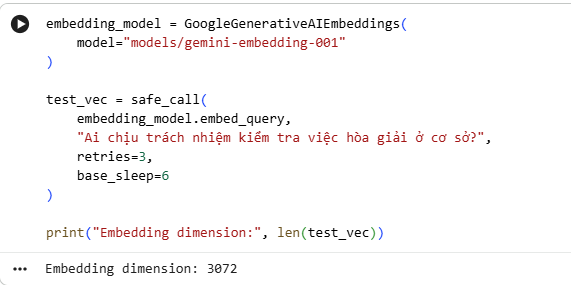 embedding_model = GoogleGenerativeAIEmbeddings(
    model="models/gemini-embedding-001"
)

test_vec = safe_call(
    embedding_model.embed_query,
    "Ai chịu trách nhiệm kiểm tra việc hòa giải ở cơ sở?",
    retries=3,
    base_sleep=6
)

print("Embedding dimension:", len(test_vec))
Embedding dimension: 3072